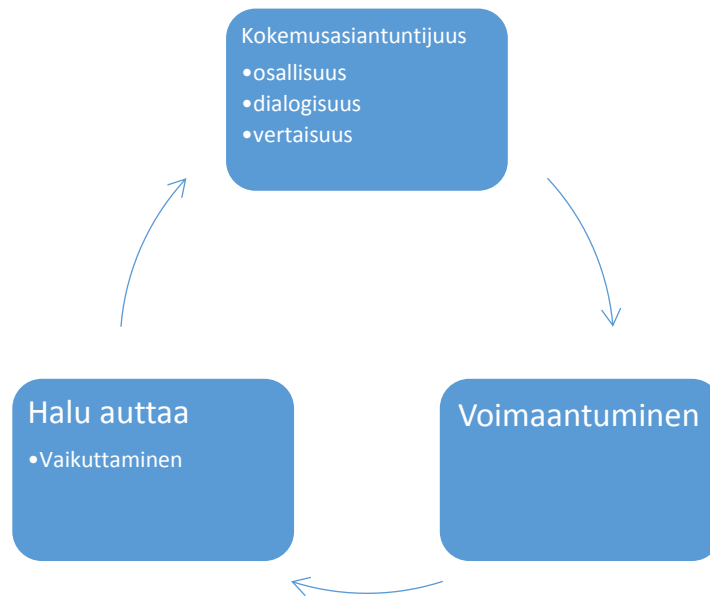 Kokemusasiantuntijuus
•osallisuus
•dialogisuus
•vertaisuus
Halu auttaa
•Vaikuttaminen
Voimaantuminen